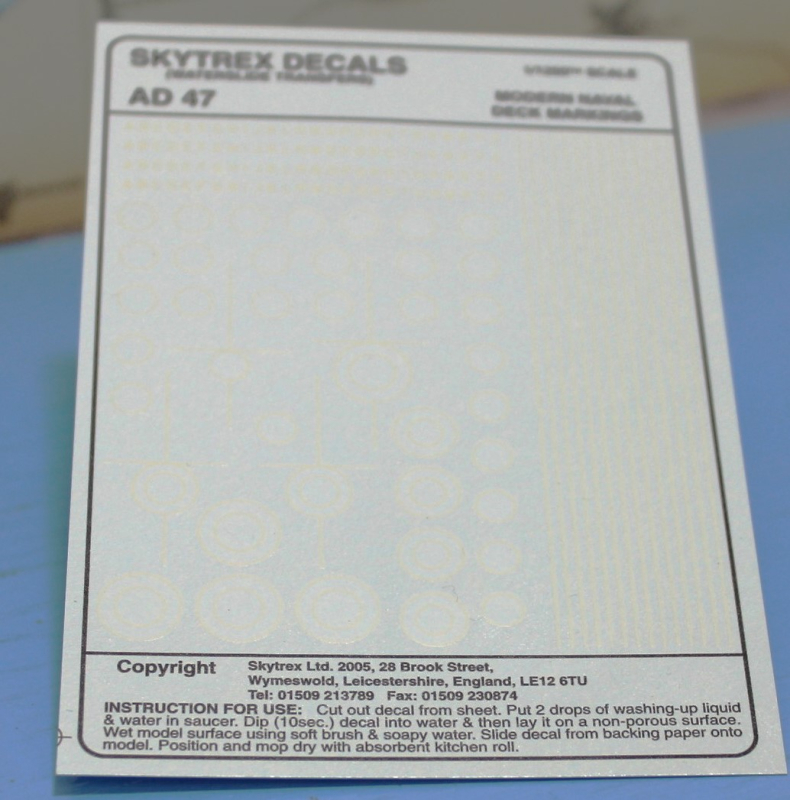 SKYTREX DECALS
(WATERSLIDE TRANSFERS)
AD 47
SCALE
MODERN NAVAL
DECK MARKINGS
Copyright Skytrex Ltd. 2005, 28 Brook Street,
Wymeswold, Leicestershire, England, LE12 6TU
Tel: 01509 213789 Fax: 01509 230874
INSTRUCTION FOR USE: Cut out decal from sheet. Put 2 drops of washing-up liquid
& water in saucer. Dip (10sec.) decal into water & then lay it on a non-porous surface.
Wet model surface using soft brush & soapy water. Slide decal from backing paper onto
model. Position and mop dry with absorbent kitchen roll.